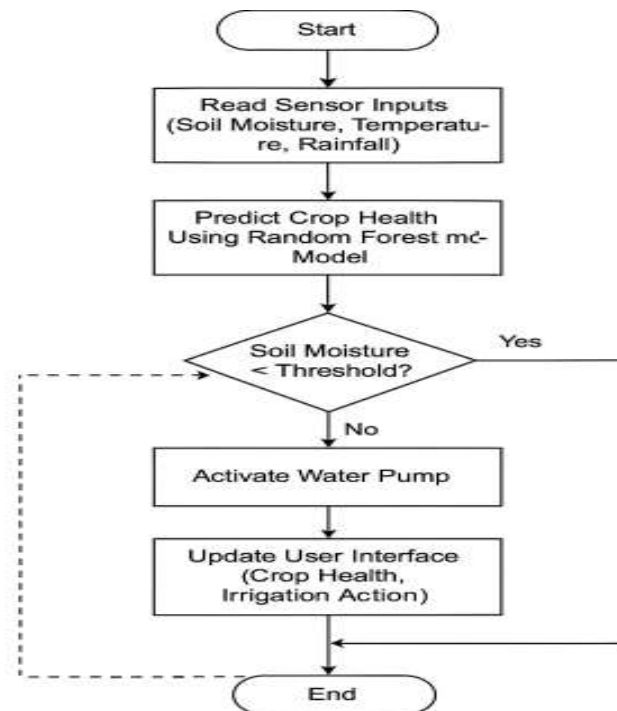 Start
Read Sensor Inputs
(Soil Moisture, Temperatu-
re, Rainfall)
Predict Crop Health
Using Random Forest
Model
Soil Moisture
< Threshold?
Yes
No
Activate Water Pump
Update User Interface
(Crop Health,
Irrigation Action)
End